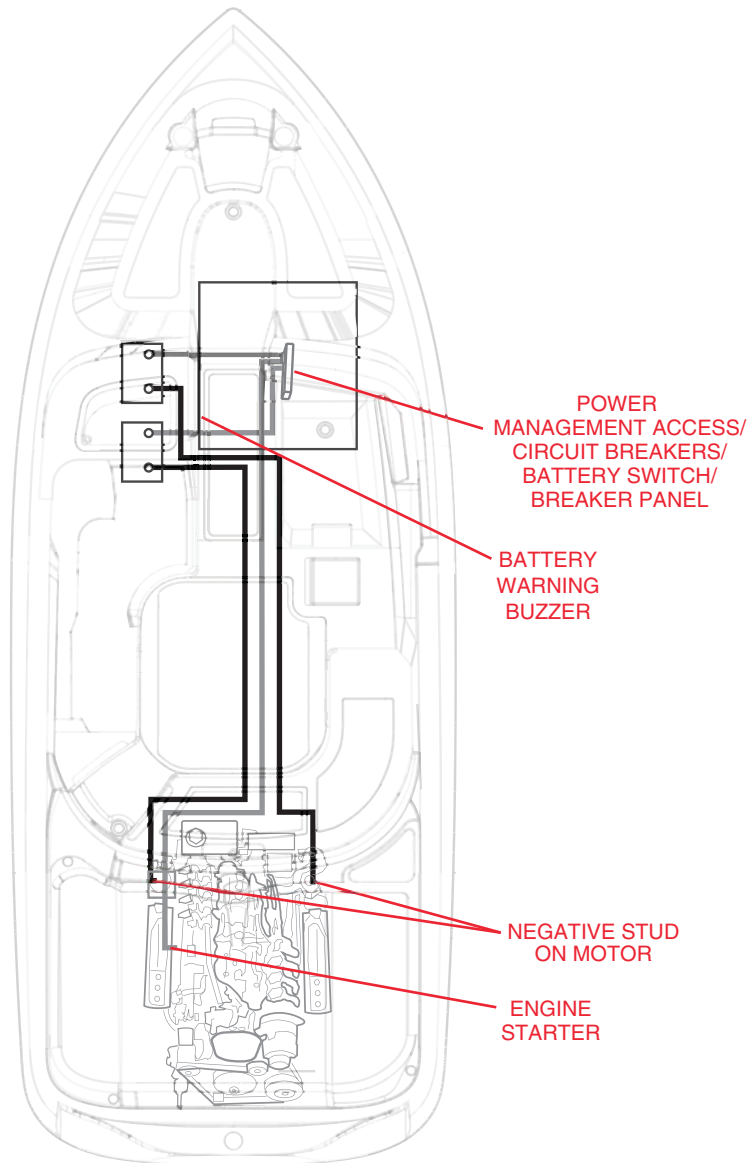 POWER
MANAGEMENT ACCESS/
CIRCUIT BREAKERS/
BATTERY SWITCH/
BREAKER PANEL
BATTERY
WARNING
BUZZER
NEGATIVE STUD
ON MOTOR
ENGINE
STARTER